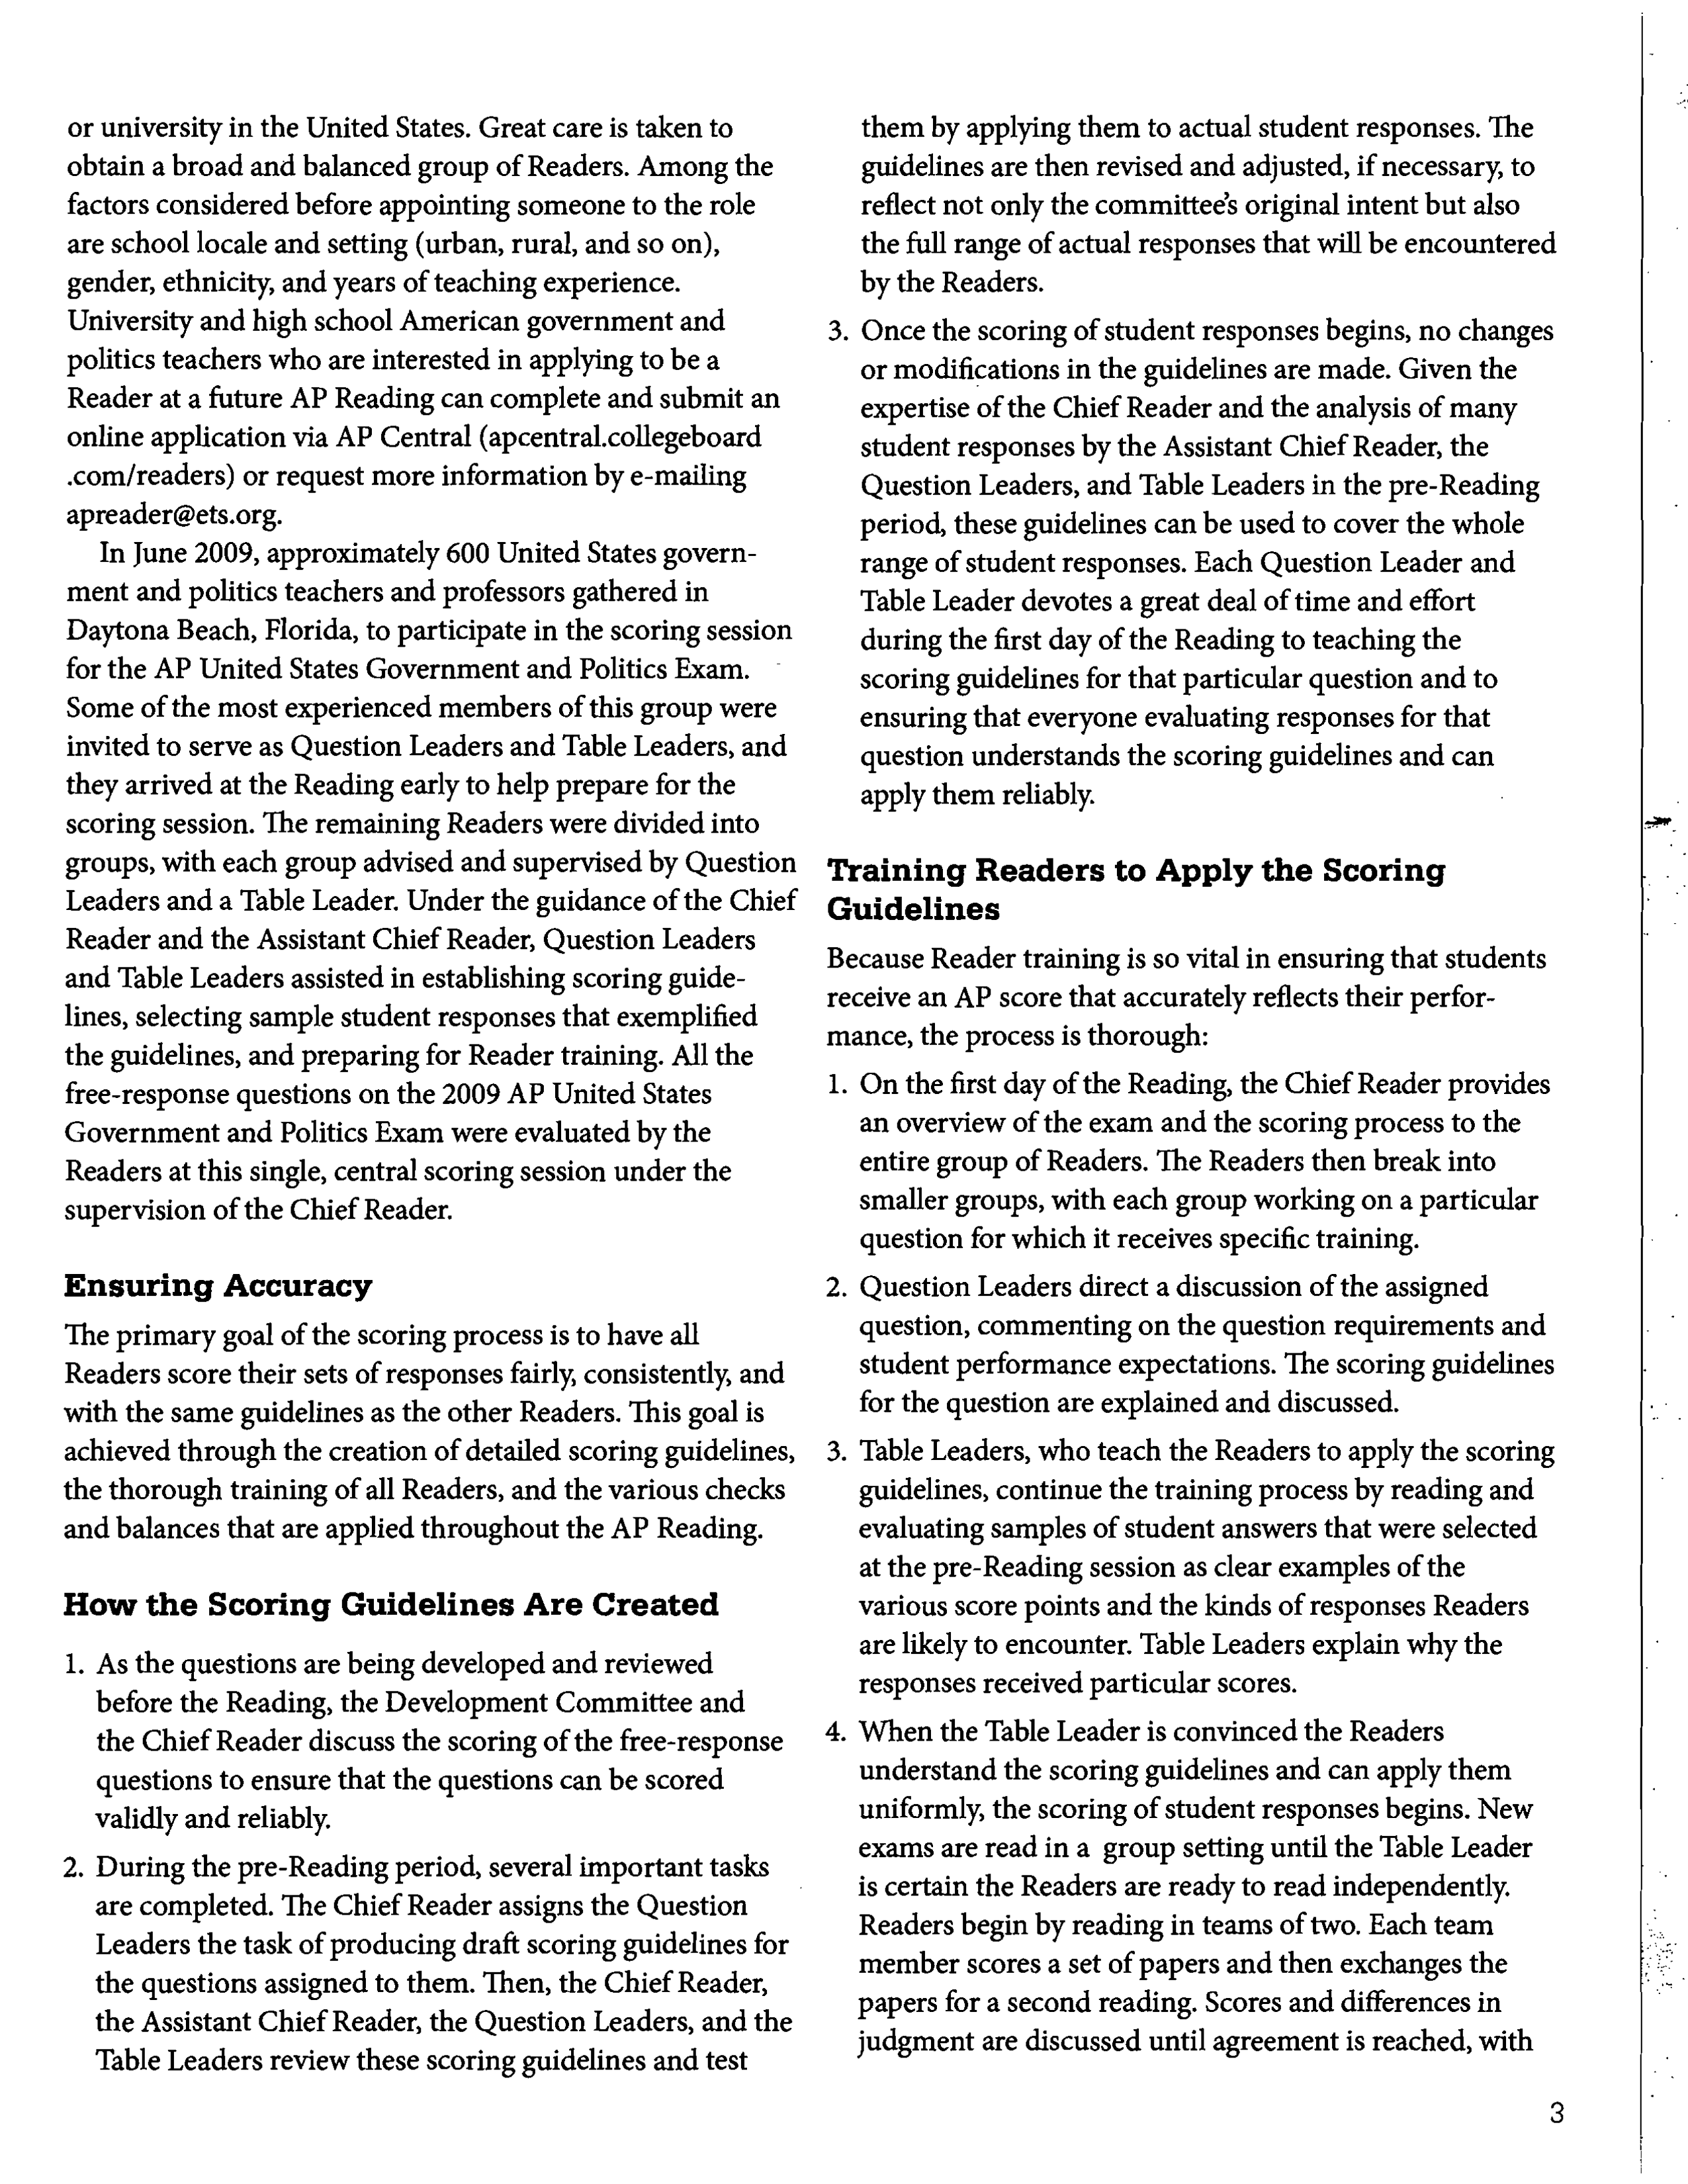 or university in the United States. Great care is taken to
obtain a broad and balanced group of Readers. Among the
factors considered before appointing someone to the role
are school locale and setting (urban, rural, and so on),
gender, ethnicity, and years of teaching experience.
University and high school American government and
politics teachers who are interested in applying to be a
Reader at a future AP Reading can complete and submit an
online application via AP Central (apcentral.collegeboard
.com/readers) or request more information by e-mailing
apreader@ets.org.
In June 2009, approximately 600 United States govern-
ment and politics teachers and professors gathered in
Daytona Beach, Florida, to participate in the scoring session
for the AP United States Government and Politics Exam.
Some of the most experienced members of this group were
invited to serve as Question Leaders and Table Leaders, and
they arrived at the Reading early to help prepare for the
scoring session. The remaining Readers were divided into
groups, with each group advised and supervised by Question
Leaders and a Table Leader. Under the guidance of the Chief
Reader and the Assistant Chief Reader, Question Leaders
and Table Leaders assisted in establishing scoring guide-
lines, selecting sample student responses that exemplified
the guidelines, and preparing for Reader training. All the
free-response questions on the 2009 AP United States
Government and Politics Exam were evaluated by the
Readers at this single, central scoring session under the
supervision of the Chief Reader.
Ensuring Accuracy
The primary goal of the scoring process is to have all
Readers score their sets of responses fairly, consistently, and
with the same guidelines as the other Readers. This goal is
achieved through the creation of detailed scoring guidelines,
the thorough training of all Readers, and the various checks
and balances that are applied throughout the AP Reading.
How the Scoring Guidelines Are Created
1. As the questions are being developed and reviewed
before the Reading, the Development Committee and
the Chief Reader discuss the scoring of the free-response
questions to ensure that the questions can be scored
validly and reliably.
2. During the pre-Reading period, several important tasks
are completed. The Chief Reader assigns the Question
Leaders the task of producing draft scoring guidelines for
the questions assigned to them. Then, the Chief Reader,
the Assistant Chief Reader, the Question Leaders, and the
Table Leaders review these scoring guidelines and test
them by applying them to actual student responses. The
guidelines are then revised and adjusted, if necessary, to
reflect not only the committee's original intent but also
the full range of actual responses that will be encountered
by the Readers.
3. Once the scoring of student responses begins, no changes
or modifications in the guidelines are made. Given the
expertise of the Chief Reader and the analysis of many
student responses by the Assistant Chief Reader, the
Question Leaders, and Table Leaders in the pre-Reading
period, these guidelines can be used to cover the whole
range of student responses. Each Question Leader and
Table Leader devotes a great deal of time and effort
during the first day of the Reading to teaching the
scoring guidelines for that particular question and to
ensuring that everyone evaluating responses for that
question understands the scoring guidelines and can
apply them reliably.
Training Readers to Apply the Scoring
Guidelines
Because Reader training is so vital in ensuring that students
receive an AP score that accurately reflects their perfor-
mance, the process is thorough:
1. On the first day of the Reading, the Chief Reader provides
an overview of the exam and the scoring process to the
entire group of Readers. The Readers then break into
smaller groups, with each group working on a particular
question for which it receives specific training.
2. Question Leaders direct a discussion of the assigned
question, commenting on the question requirements and
student performance expectations. The scoring guidelines
for the question are explained and discussed.
3. Table Leaders, who teach the Readers to apply the scoring
guidelines, continue the training process by reading and
evaluating samples of student answers that were selected
at the pre-Reading session as clear examples of the
various score points and the kinds of responses Readers
are likely to encounter. Table Leaders explain why the
responses received particular scores.
4. When the Table Leader is convinced the Readers
understand the scoring guidelines and can apply them
uniformly, the scoring of student responses begins. New
exams are read in a group setting until the Table Leader
is certain the Readers are ready to read independently.
Readers begin by reading in teams of two. Each team
member scores a set of papers and then exchanges the
papers for a second reading. Scores and differences in
judgment are discussed until agreement is reached, with
3